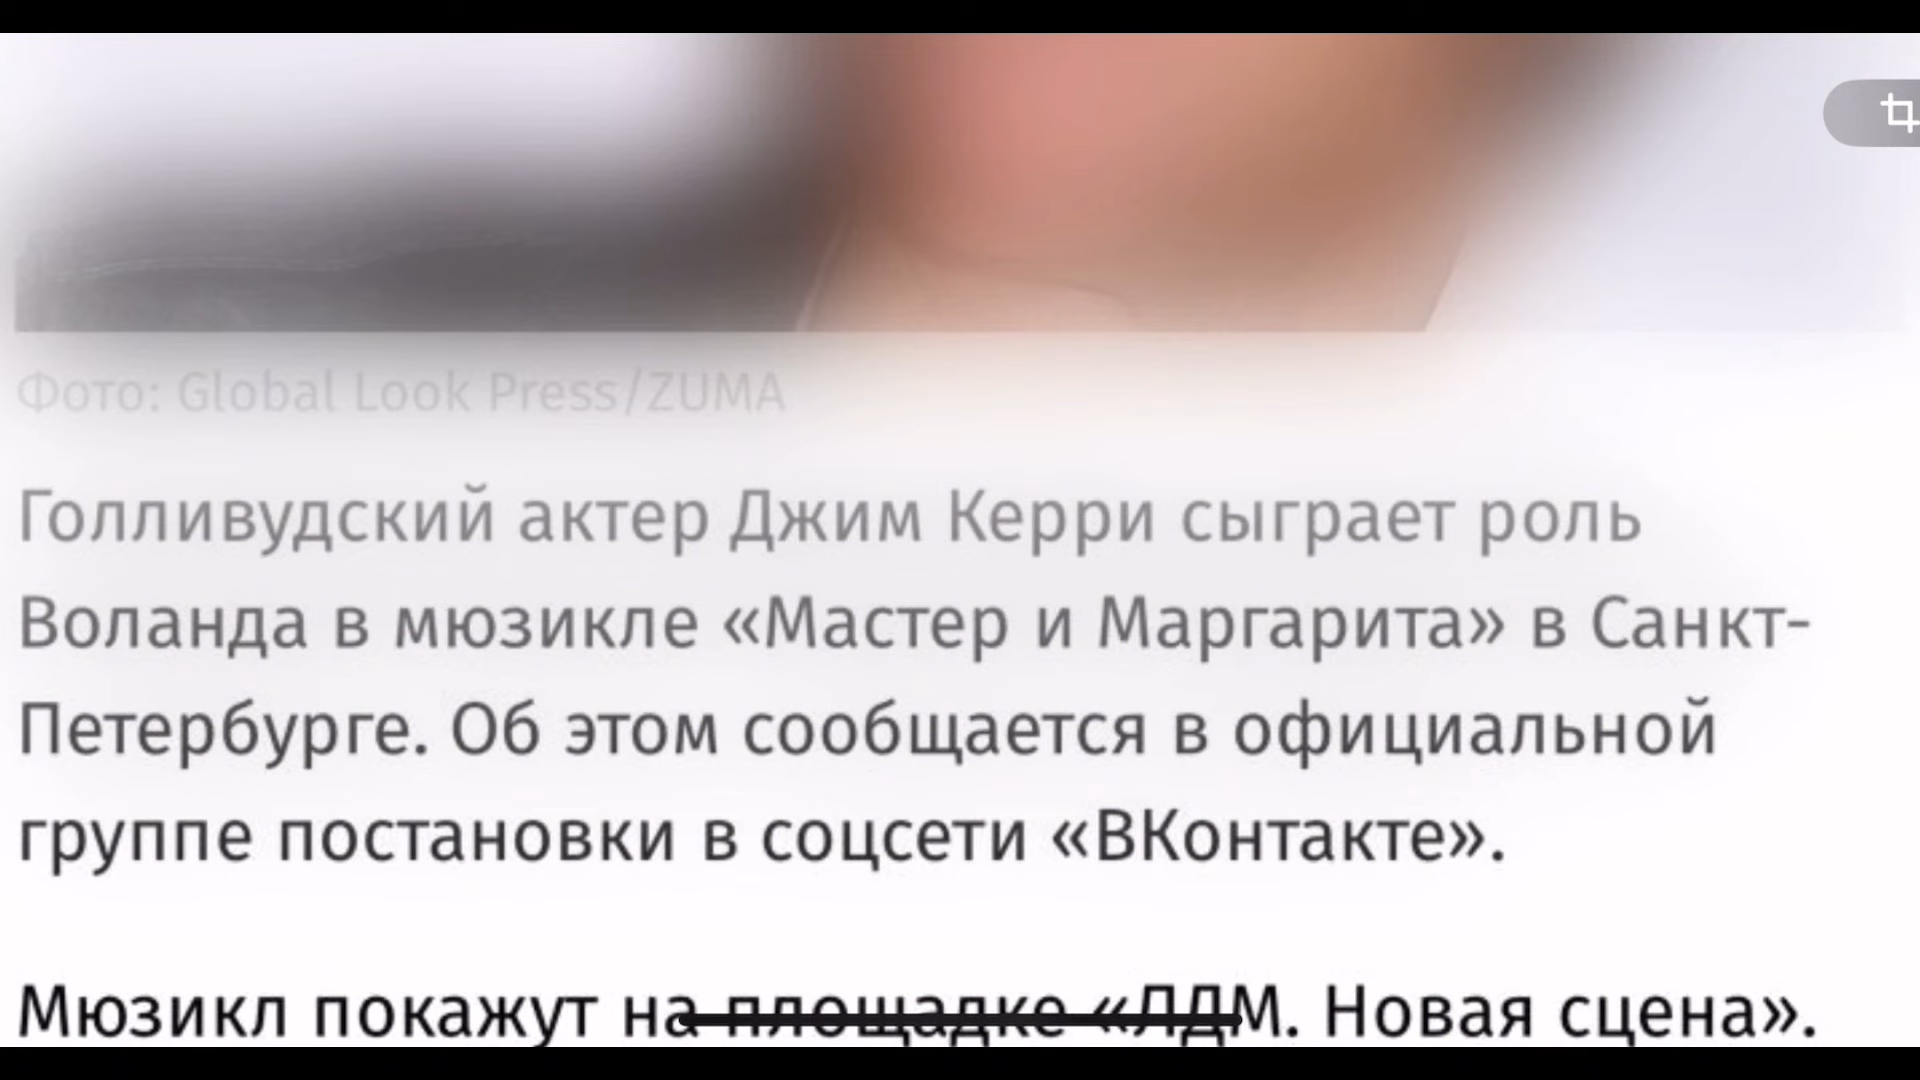 Фото: Global Look Press/ZUMA
Голливудский актер Джим Керри сыграет роль
Воланда в мюзикле «Мастер и Маргарита» в Санкт-
Петербурге. Об этом сообщается в официальной
группе постановки в соцсети «ВКонтакте».
Мюзикл покажут на площадке «ЛДМ. Новая сцена».